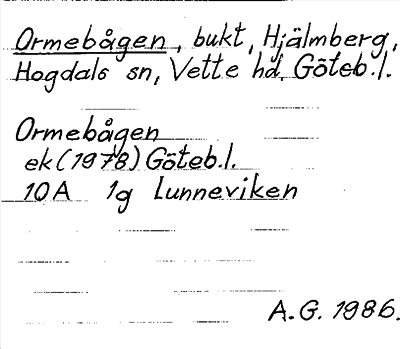 Ormebågen, bukt, Hjälmberg,
Hogdals sn, Vette hd, Göteb.l.
Ormebågen
ek (1978) Göteb.l.
10A 1g Lunneviken
A.G. 1986.